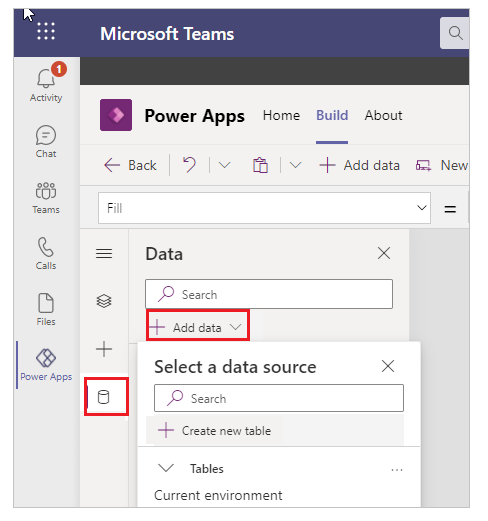 Microsoft Teams
1
Activity
Chat
Teams
Calls
Files
Power Apps
Power Apps Home Build About
Back Add data New
Fill =
Data
Search
Add data
Select a data source
Search
Create new table
Tables ...
Current environment